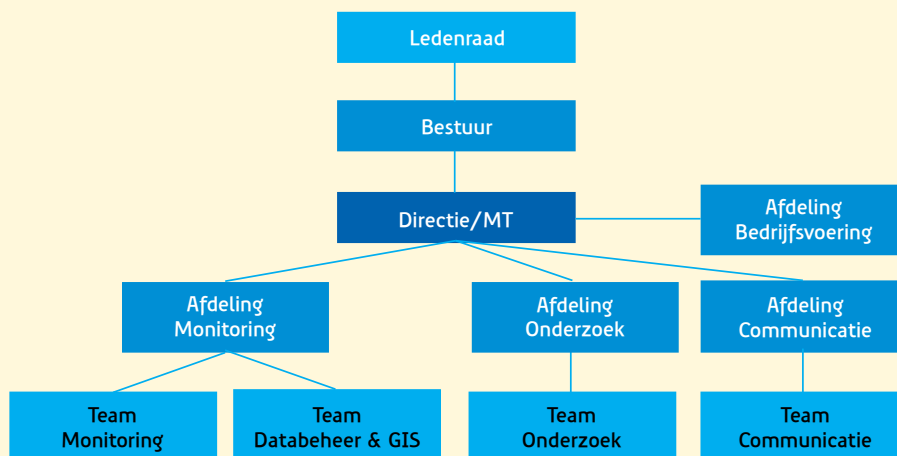 Ledenraad
Bestuur
Directie/MT
Afdeling
Bedrijfsvoering
Afdeling
Monitoring
Afdeling
Onderzoek
Afdeling
Communicatie
Team
Monitoring
Team
Databeheer & GIS
Team
Onderzoek
Team
Communicatie